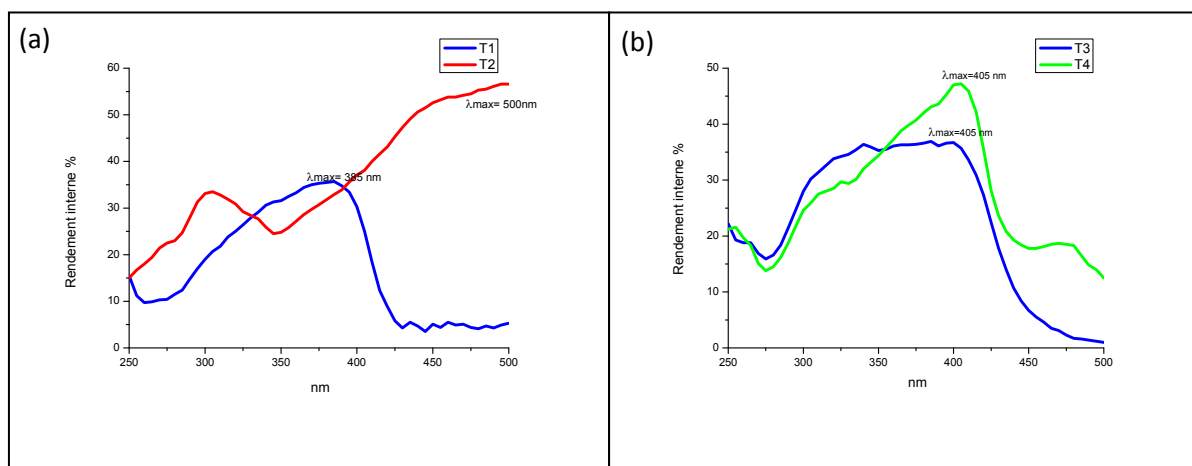 (a)
T1
T2
60
50
40
30
20
10
0
Rendement interne %
λmax= 500nm
λmax= 385 nm
250
300
350
400
450
500
nm
(b)
T3
T4
50
40
30
20
10
0
Rendement interne %
λmax=405 nm
λmax=405 nm
250
300
350
400
450
500
nm